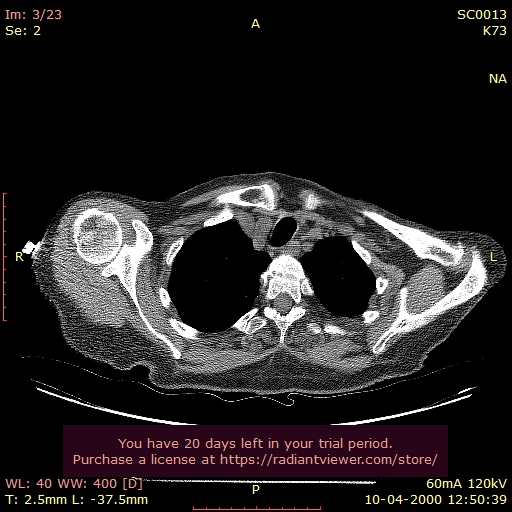 Im: 3/23
Se: 2
A
SC0013
K73
NA
R
L
You have 20 days left in your trial period.
Purchase a license at https://radiantviewer.com/store/
WL: 40 WW: 400 [D]
T: 2.5mm L: -37.5mm
P
60mA 120kV
10-04-2000 12:50:39